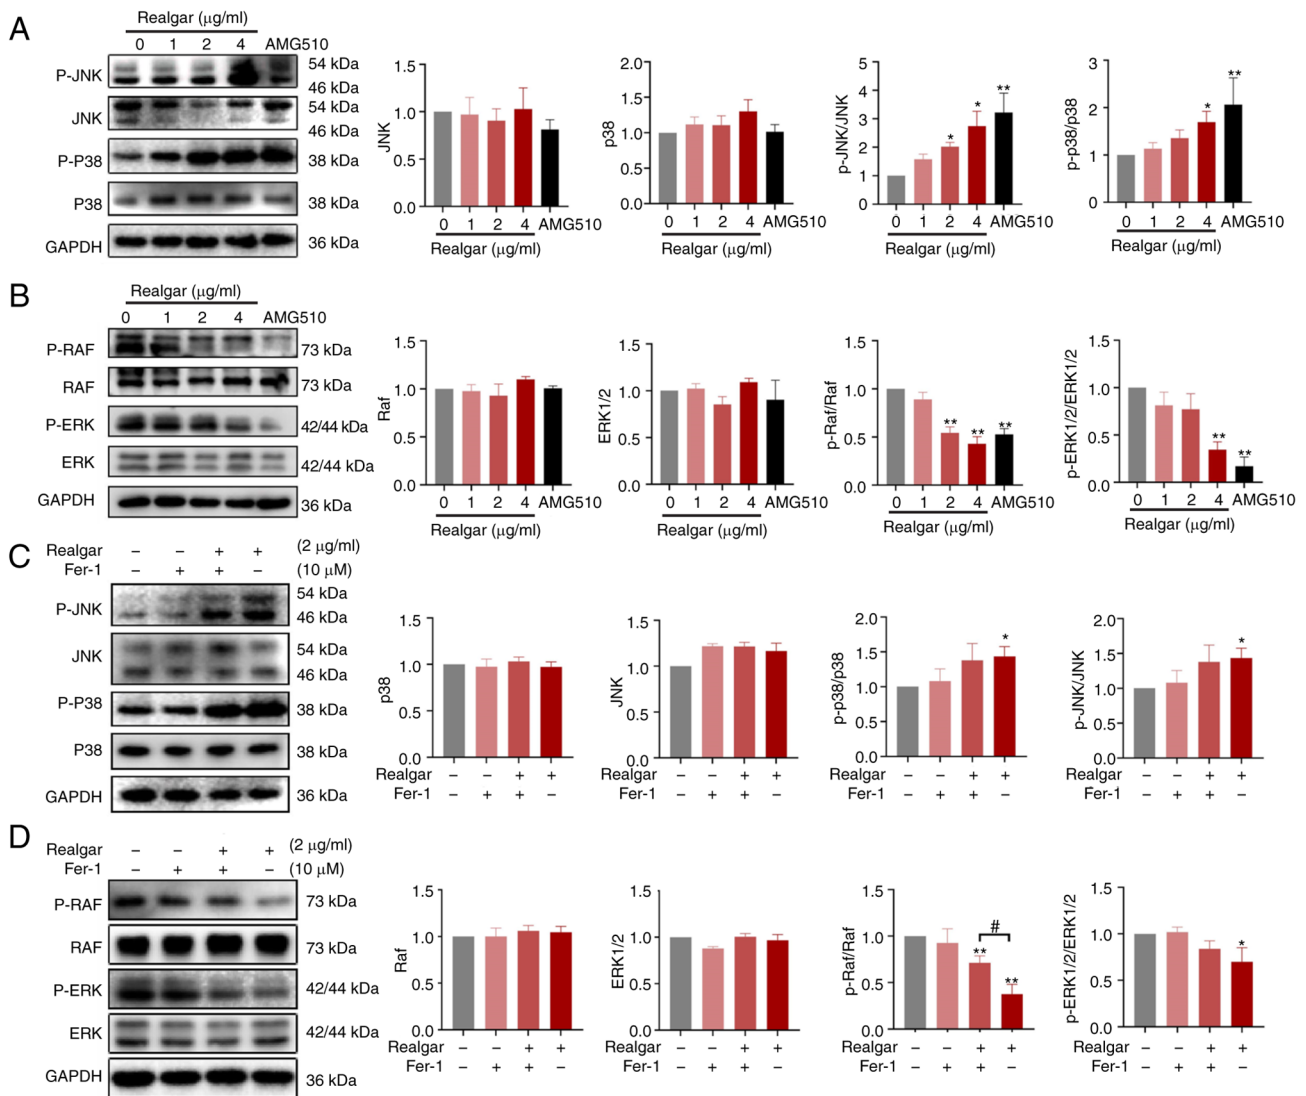 A
Realgar (μg/ml)
0 1 2 4 AMG510
P-JNK
54 kDa
46 kDa
JNK
54 kDa
46 kDa
P-P38
38 kDa
P38
38 kDa
GAPDH
36 kDa
JNK
1.5
1.0
0.5
0.0
0 1 2 4 AMG510
Realgar (μg/ml)
p38
2.0
1.5
1.0
0.5
0.0
0 1 2 4 AMG510
Realgar (μg/ml)
p-JNK/JNK
5
4
3
2
1
0
* * **
0 1 2 4 AMG510
Realgar (μg/ml)
p-p38/p38
3
2
1
0
* **
0 1 2 4 AMG510
Realgar (μg/ml)
B
Realgar (μg/ml)
0 1 2 4 AMG510
P-RAF
73 kDa
RAF
73 kDa
P-ERK
42/44 kDa
ERK
42/44 kDa
GAPDH
36 kDa
Raf
1.5
1.0
0.5
0.0
0 1 2 4 AMG510
Realgar (μg/ml)
ERK1/2
1.5
1.0
0.5
0.0
0 1 2 4 AMG510
Realgar (μg/ml)
p-Raf/Raf
1.5
1.0
0.5
0.0
** ** **
0 1 2 4 AMG510
Realgar (μg/ml)
p-ERK1/2/ERK1/2
1.5
1.0
0.5
0.0
** **
0 1 2 4 AMG510
Realgar (μg/ml)
C
Realgar – – + + (2 μg/ml)
Fer-1 – + + – (10 μM)
P-JNK
54 kDa
46 kDa
JNK
54 kDa
46 kDa
P-P38
38 kDa
P38
38 kDa
GAPDH
36 kDa
p38
1.5
1.0
0.5
0.0
Realgar – – + +
Fer-1 – + + –
JNK
1.5
1.0
0.5
0.0
Realgar – – + +
Fer-1 – + + –
p-p38/p38
2.0
1.5
1.0
0.5
0.0
*
Realgar – – + +
Fer-1 – + + –
p-JNK/JNK
2.0
1.5
1.0
2.0
0.0
*
Realgar – – + +
Fer-1 – + + –
D
Realgar – – + + (2 μg/ml)
Fer-1 – + + – (10 μM)
P-RAF
73 kDa
RAF
73 kDa
P-ERK
42/44 kDa
ERK
42/44 kDa
GAPDH
36 kDa
Raf
1.5
1.0
0.5
0.0
Realgar – – + +
Fer-1 – + + –
ERK1/2
1.5
1.0
0.5
0.0
Realgar – – + +
Fer-1 – + + –
p-Raf/Raf
1.5
1.0
0.5
0.0
#
** **
Realgar – – + +
Fer-1 – + + –
p-ERK1/2/ERK1/2
1.5
1.0
0.5
0.0
*
Realgar – – + +
Fer-1 – + + –